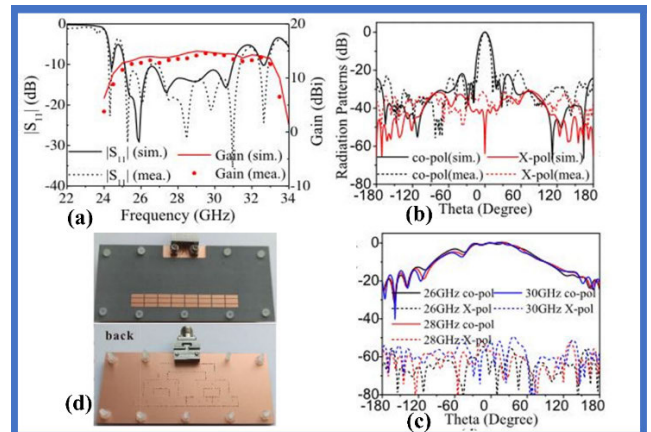 0
20
-10
10
-20
-30
0
-40
-10
22 24 26 28 30 32 34
|S11| (dB)
Gain (dBi)
|S11| (sim.) Gain (sim.)
|S11| (mea.) Gain (mea.)
Frequency (GHz)
(a)
0
-20
-40
-60
-80
Radiation Patterns (dB)
co-pol(sim.) X-pol(sim.)
co-pol(mea.) X-pol(mea.)
-180 -120 -60 0 60 120 180
Theta (Degree)
(b)
back
(d)
0
-20
-40
-60
-80
26GHz co-pol 30GHz co-pol
26GHz X-pol 30GHz X-pol
28GHz co-pol
28GHz X-pol
-180 -120 -60 0 60 120 180
Theta (Degree)
(c)